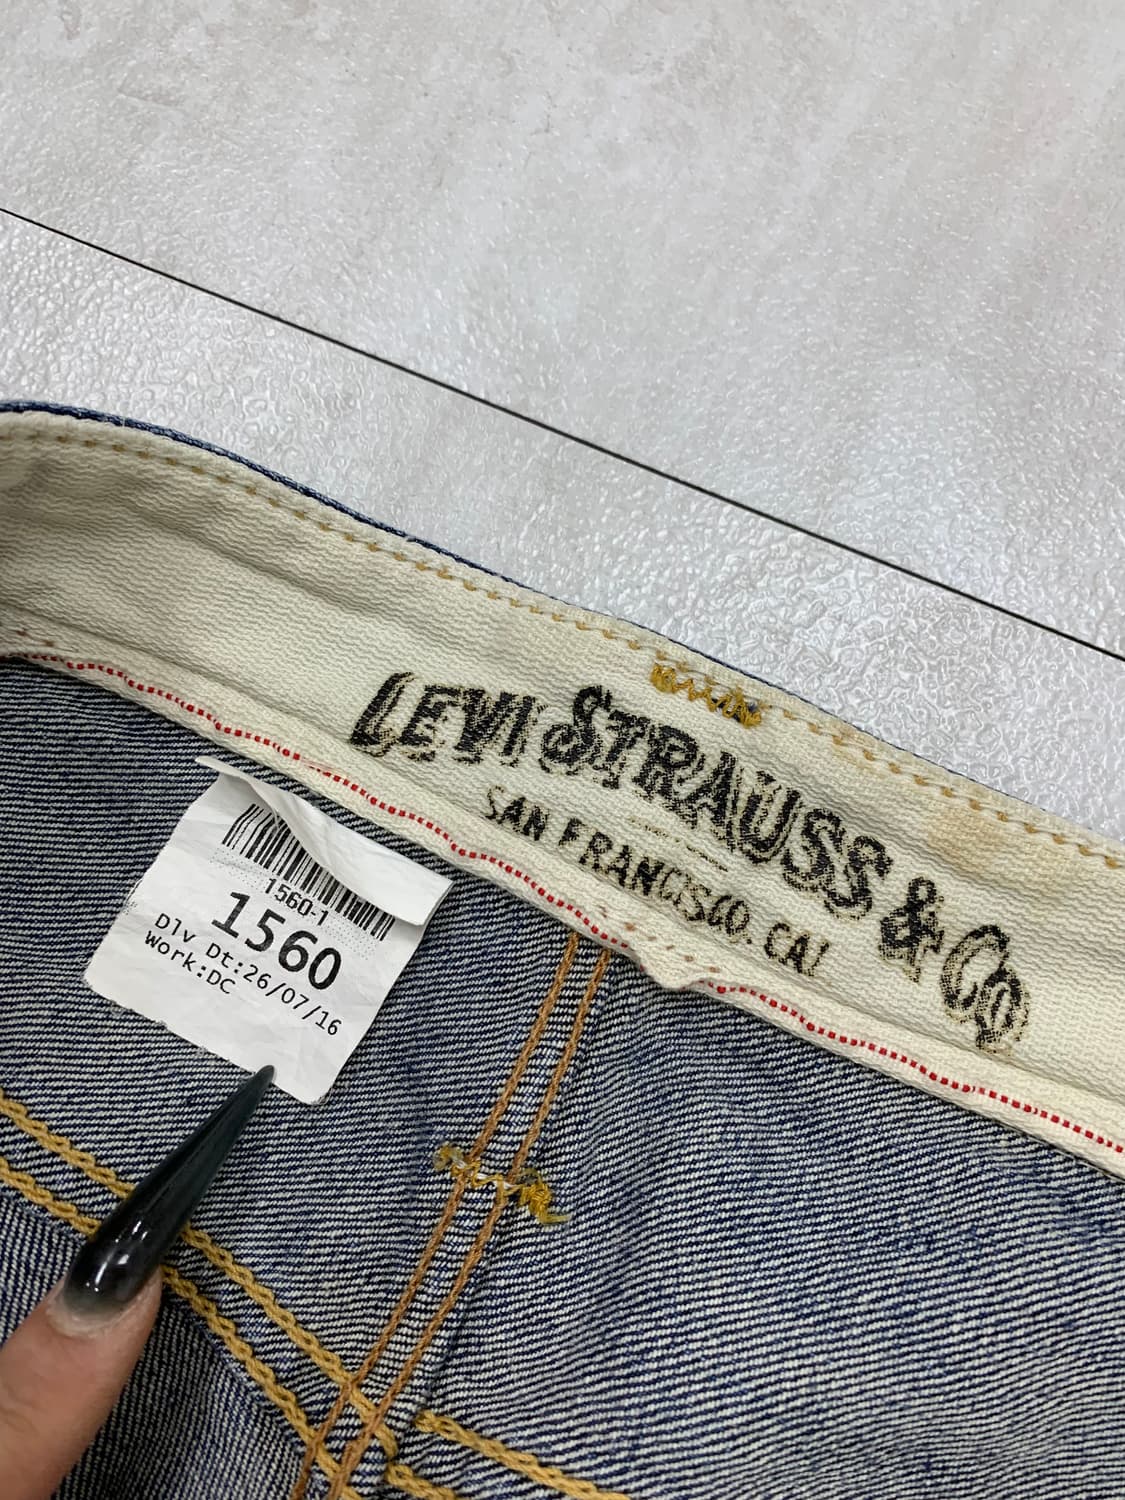 LEVI STRAUSS & CO
SAN FRANCISCO. CAL
1560-1
1560
Dlv Dt:26/07/16
Work:DC